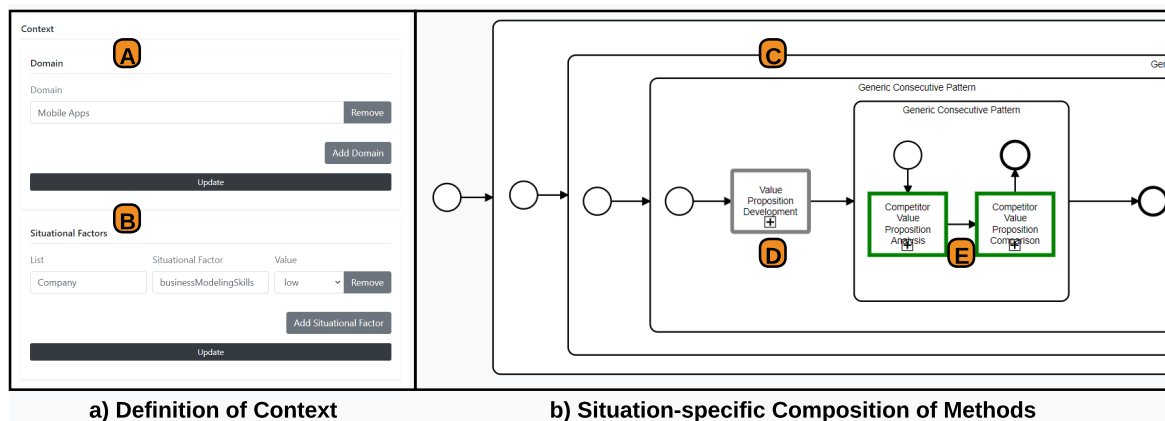 Context
A
Domain
Domain
Mobile Apps
Remove
Add Domain
Update
B
Situational Factors
List
Situational Factor
Value
Company
businessModelingSkills
low
Remove
Add Situational Factor
Update
a) Definition of Context
C
Gen
Generic Consecutive Pattern
Generic Consecutive Pattern
Value
Proposition
Development
D
Competitor
Value
Proposition
Analysis
E
Competitor
Value
Proposition
Comparison
b) Situation-specific Composition of Methods